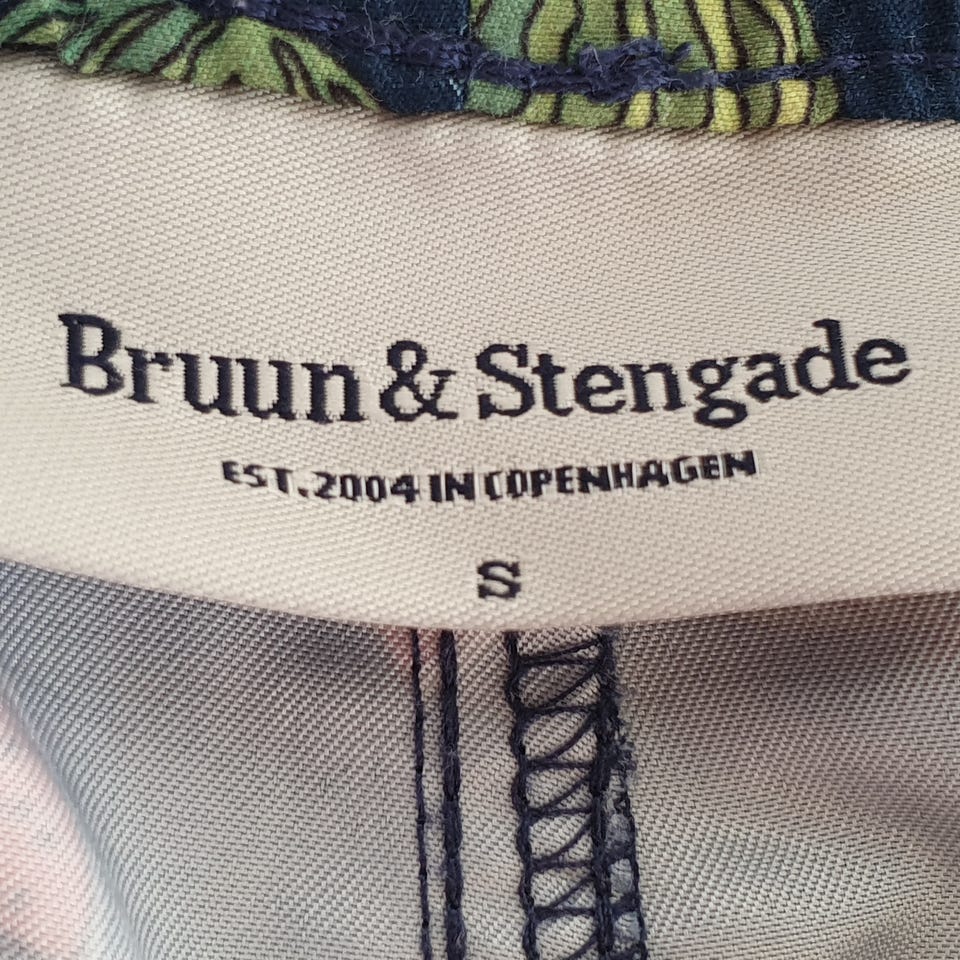 Bruun & Stengade
EST. 2004 IN COPENHAGEN
S